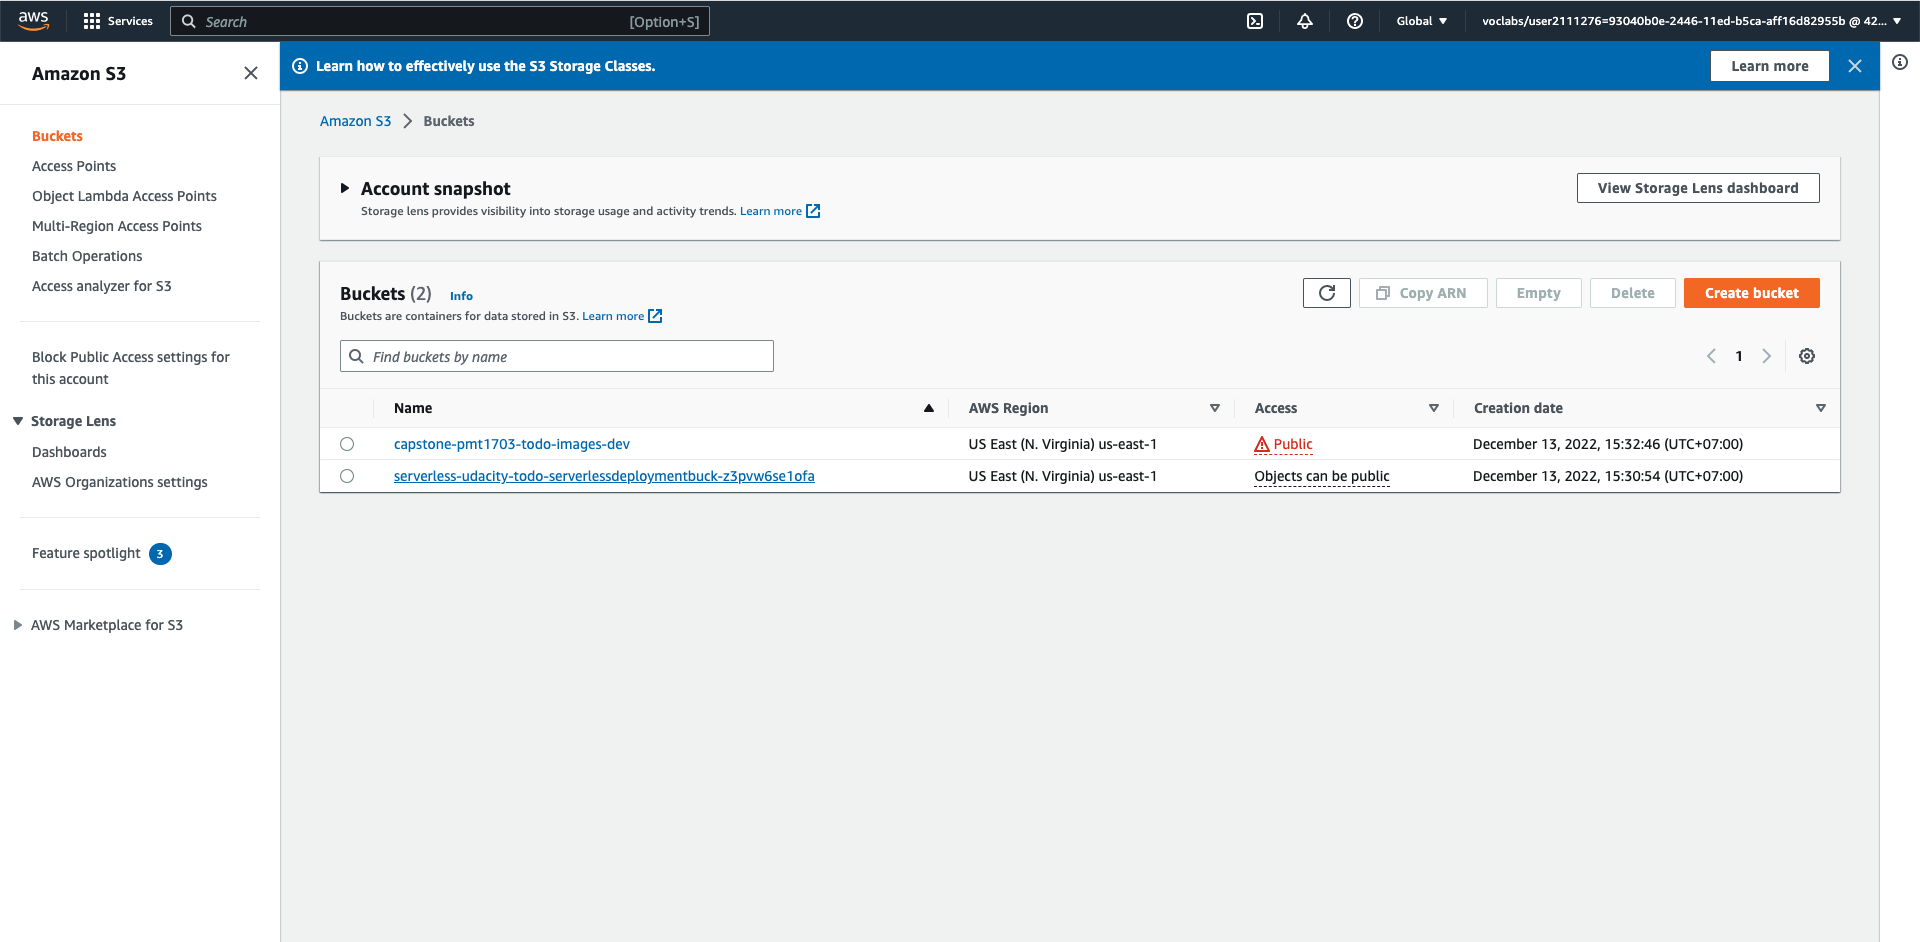 aws
Services
Search
[Option+S]
Global
voclabs/user2111276=93040b0e-2446-11ed-b5ca-aff16d82955b @ 42...
Amazon S3
Buckets
Access Points
Object Lambda Access Points
Multi-Region Access Points
Batch Operations
Access analyzer for S3
Block Public Access settings for
this account
Storage Lens
Dashboards
AWS Organizations settings
Feature spotlight 3
AWS Marketplace for S3
Learn how to effectively use the S3 Storage Classes.
Learn more
Amazon S3 Buckets
Account snapshot
Storage lens provides visibility into storage usage and activity trends. Learn more
View Storage Lens dashboard
Buckets (2) Info
Buckets are containers for data stored in S3. Learn more
Copy ARN
Empty
Delete
Create bucket
Find buckets by name
1
Name AWS Region Access Creation date
capstone-pmt1703-todo-images-dev US East (N. Virginia) us-east-1 Public December 13, 2022, 15:32:46 (UTC+07:00)
serverless-udacity-todo-serverlessdeploymentbuck-z3pvw6se1ofa US East (N. Virginia) us-east-1 Objects can be public December 13, 2022, 15:30:54 (UTC+07:00)